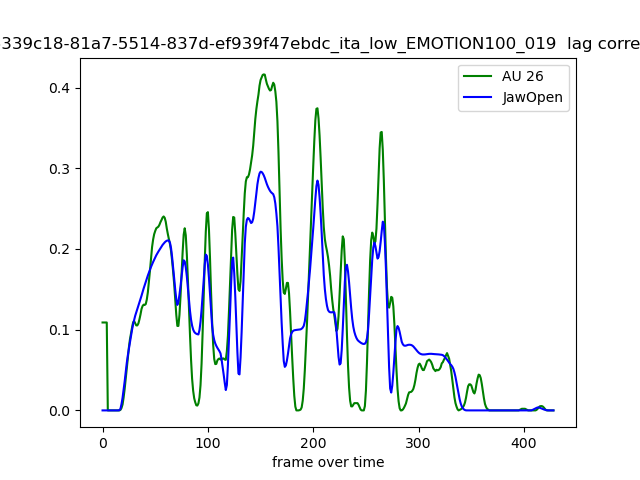 339c18-81a7-5514-837d-ef939f47ebdc_ita_low_EMOTION100_019 lag corre
AU 26
JawOpen
0.4
0.3
0.2
0.1
0.0
0 100 200 300 400
frame over time